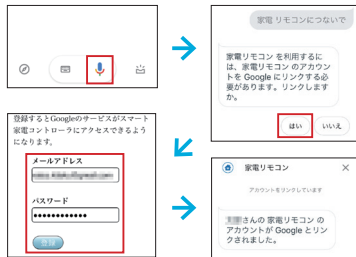 家電 リモコンにつないで
家電リモコン を利用するに
は、家電リモコン のアカウン
トを Google にリンクする必
要があります。リンクします
か。
はい
いいえ
登録するとGoogleのサービスがスマート
家電コントローラにアクセスできるよう
になります。
メールアドレス
パスワード
●●●●●●●●●●●●
登録
家電リモコン
×
アカウントをリンクしています
さんの 家電リモコン の
アカウントが Google とリン
クされました。